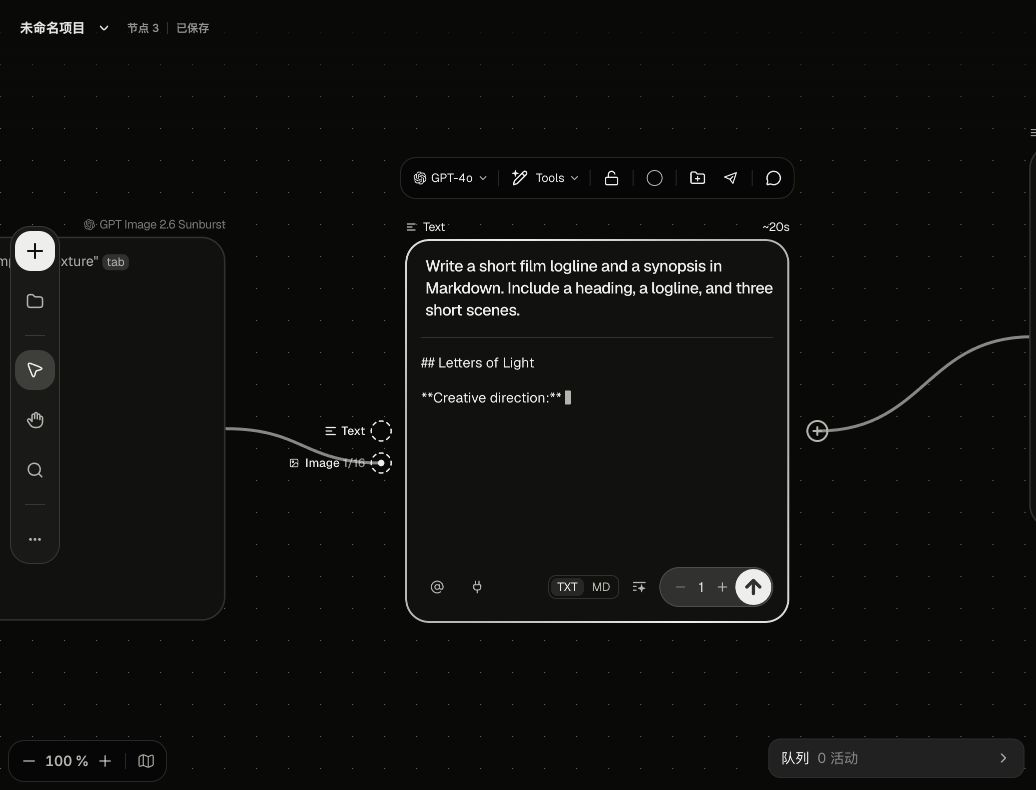 未命名项目 节点 3 已保存
GPT-4o Tools
GPT Image 2.6 Sunburst
Text ~20s
xture" tab
Write a short film logline and a synopsis in
Markdown. Include a heading, a logline, and three
short scenes.
## Letters of Light
**Creative direction:**
Text
Image 1/16
@ TXT MD 1
100 % 队列 0 活动